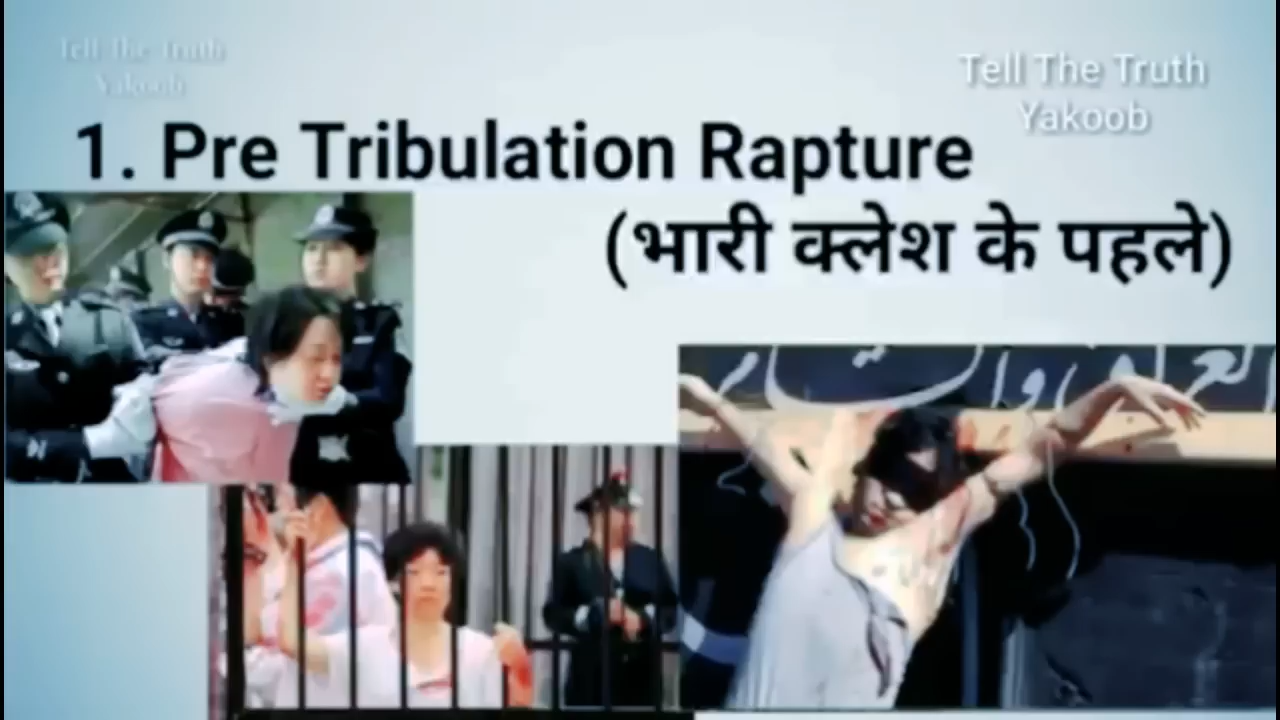 Tell The Truth
Yakoob
Tell The Truth
Yakoob
1. Pre Tribulation Rapture
(भारी क्लेश के पहले)